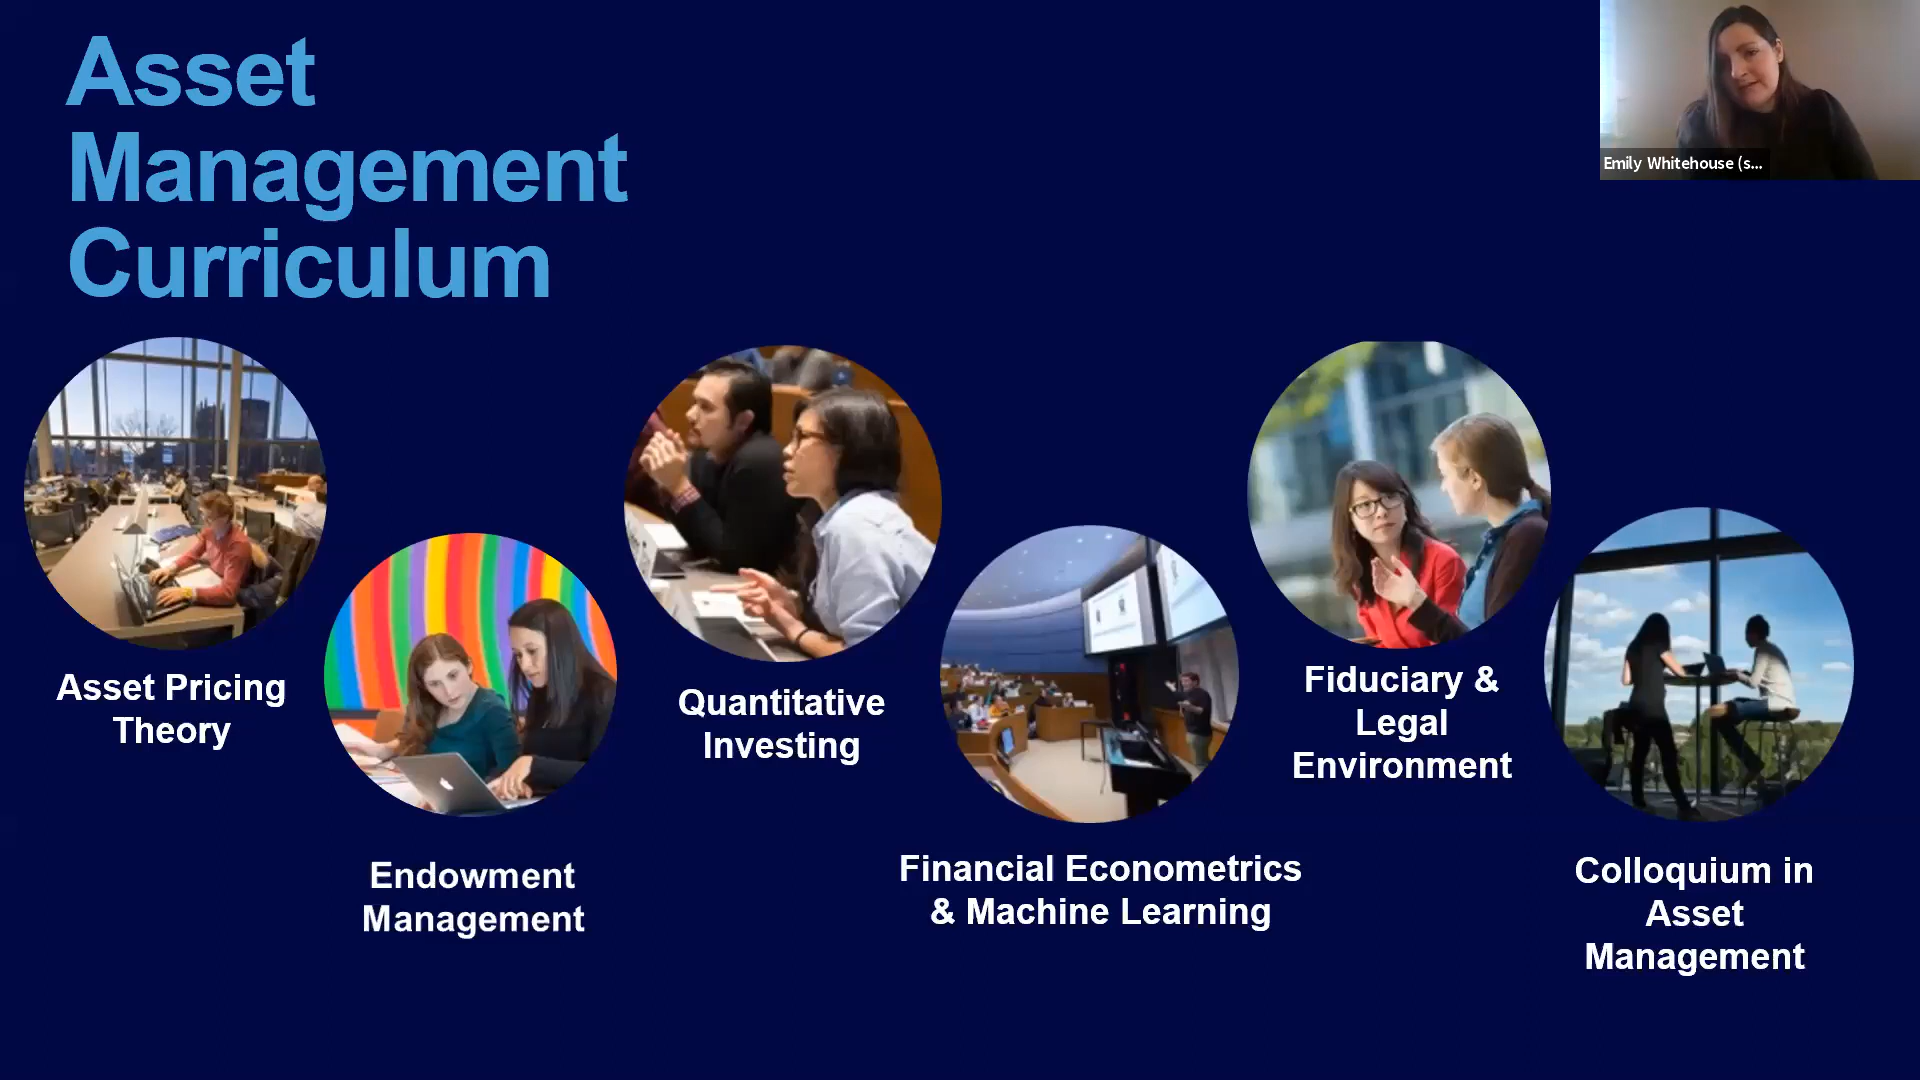 Asset
Management
Curriculum
Emily Whitehouse (s...
Asset Pricing
Theory
Endowment
Management
Quantitative
Investing
Financial Econometrics
& Machine Learning
Fiduciary &
Legal
Environment
Colloquium in
Asset
Management